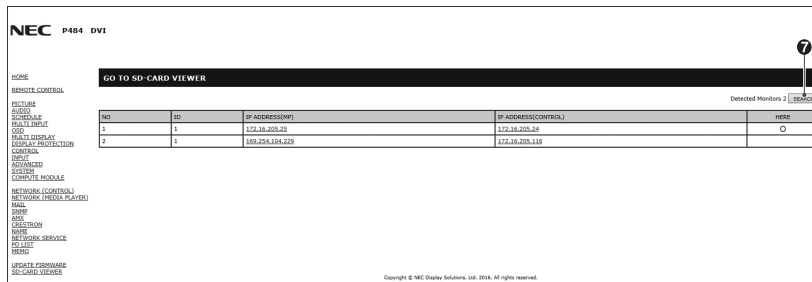 NEC P484 DVI
7
HOME
REMOTE CONTROL
PICTURE
AUDIO
SCHEDULE
MULTI INPUT
OSD
MULTI DISPLAY
DISPLAY PROTECTION
CONTROL
INPUT
ADVANCED
SYSTEM
COMPUTE MODULE
NETWORK (CONTROL)
NETWORK (MEDIA PLAYER)
MAIL
SNMP
AMX
CRESTRON
NAME
NETWORK SERVICE
PD LIST
MEMO
UPDATE FIRMWARE
SD-CARD VIEWER
GO TO SD-CARD VIEWER
Detected Monitors 2 SEARCH
NO ID IP ADDRESS(MP) IP ADDRESS(CONTROL) HERE
1 1 172.16.205.25 172.16.205.24 O
2 1 169.254.104.229 172.16.205.116
Copyright © NEC Display Solutions. Ltd. 2016. All rights reserved.